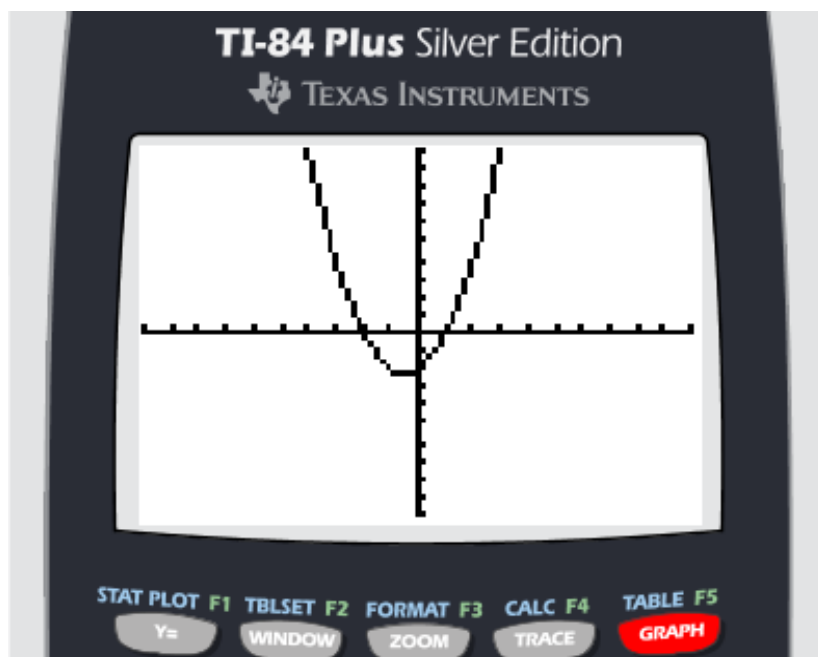 TI-84 Plus Silver Edition
TEXAS INSTRUMENTS
STAT PLOT F1 TBLSET F2 FORMAT F3 CALC F4 TABLE F5
Y= WINDOW ZOOM TRACE GRAPH